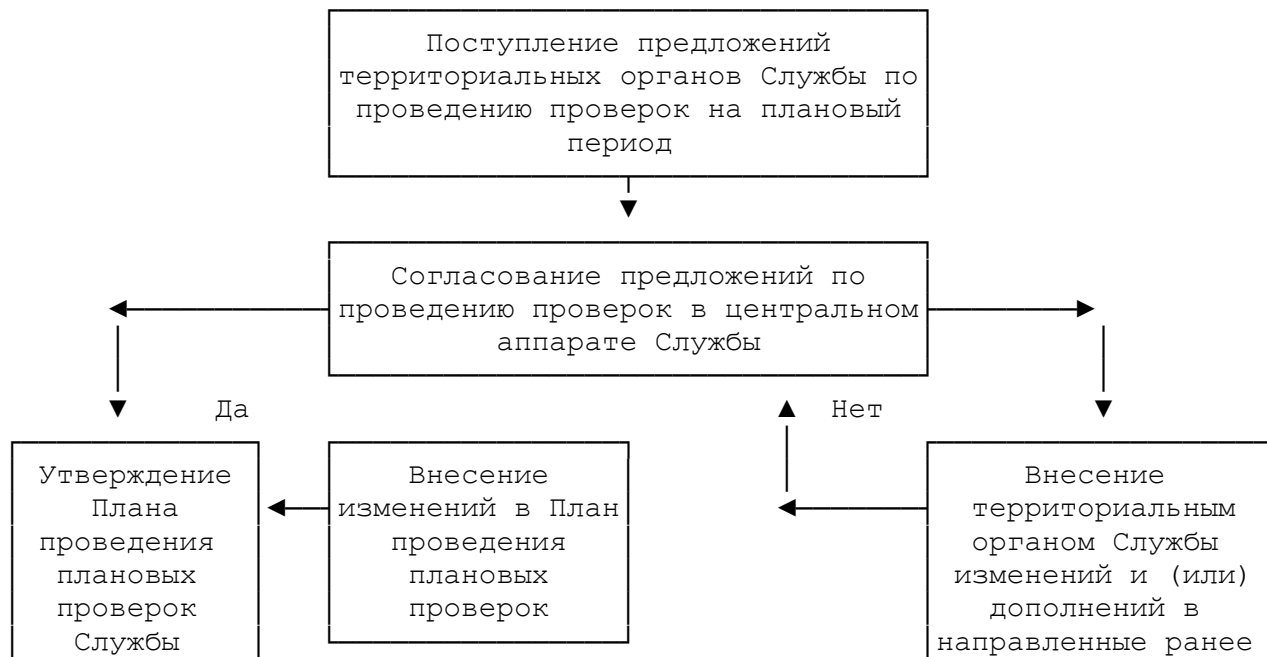 Поступление предложений
территориальных органов Службы по
проведению проверок на плановый
период
Согласование предложений по
проведению проверок в центральном
аппарате Службы
Да
Нет
Утверждение
Плана
проведения
плановых
проверок
Службы
Внесение
изменений в План
проведения
плановых
проверок
Внесение
территориальным
органом Службы
изменений и (или)
дополнений в
направленные ранее